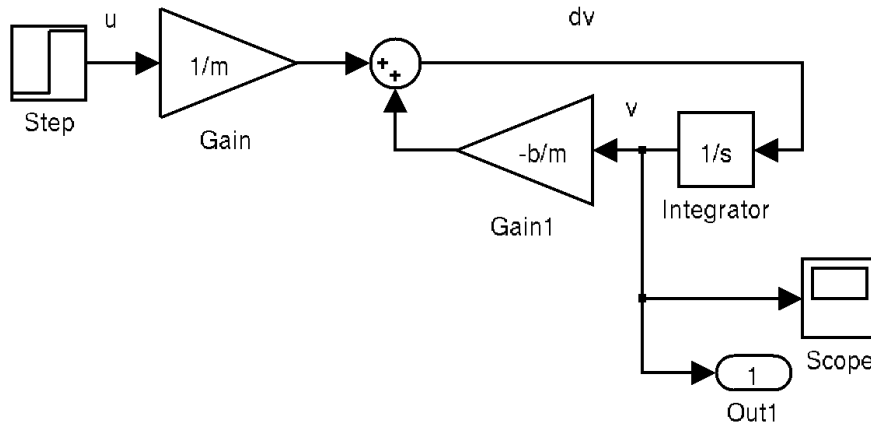 u
dv
1/m
+
+
Step
Gain
v
-b/m
1/s
Gain1
Integrator
Scope
1
Out1